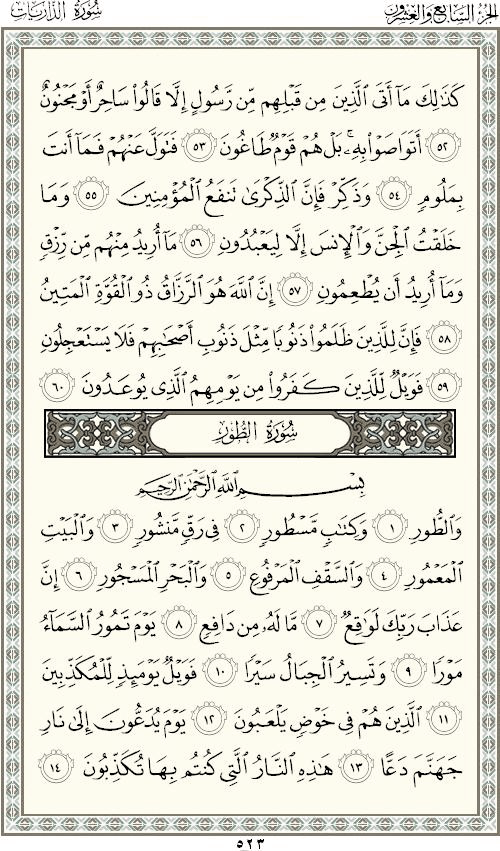 الجزء السابع والعشرون
سورة الذاريات
كَذَٰلِكَ مَآ أَتَى ٱلَّذِينَ مِن قَبْلِهِم مِّن رَّسُولٍ إِلَّا قَالُوا۟ سَاحِرٌ أَوْ مَجْنُونٌ
٥٢ أَتَوَاصَوْا۟ بِهِۦ ۚ بَلْ هُمْ قَوْمٌ طَاغُونَ ٥٣ فَتَوَلَّ عَنْهُمْ فَمَآ أَنتَ
بِمَلُومٍ ٥٤ وَذَكِّرْ فَإِنَّ ٱلذِّكْرَىٰ تَنفَعُ ٱلْمُؤْمِنِينَ ٥٥ وَمَا
خَلَقْتُ ٱلْجِنَّ وَٱلْإِنسَ إِلَّا لِيَعْبُدُونِ ٥٦ مَآ أُرِيدُ مِنْهُم مِّن رِّزْقٍ
وَمَآ أُرِيدُ أَن يُطْعِمُونِ ٥٧ إِنَّ ٱللَّهَ هُوَ ٱلرَّزَّاقُ ذُو ٱلْقُوَّةِ ٱلْمَتِينُ
٥٨ فَإِنَّ لِلَّذِينَ ظَلَمُوا۟ ذَنُوبًا مِّثْلَ ذَنُوبِ أَصْحَٰبِهِمْ فَلَا يَسْتَعْجِلُونِ
٥٩ فَوَيْلٌ لِّلَّذِينَ كَفَرُوا۟ مِن يَوْمِهِمُ ٱلَّذِى يُوعَدُونَ ٦٠
سُورَةُ الطُّورِ
بِسْمِ ٱللَّهِ ٱلرَّحْمَٰنِ ٱلرَّحِيمِ
وَٱلطُّورِ ١ وَكِتَٰبٍ مَّسْطُورٍ ٢ فِى رَقٍّ مَّنشُورٍ ٣ وَٱلْبَيْتِ
ٱلْمَعْمُورِ ٤ وَٱلسَّقْفِ ٱلْمَرْفُوعِ ٥ وَٱلْبَحْرِ ٱلْمَسْجُورِ ٦ إِنَّ
عَذَابَ رَبِّكَ لَوَٰقِعٌ ٧ مَّا لَهُۥ مِن دَافِعٍ ٨ يَوْمَ تَمُورُ ٱلسَّمَآءُ
مَوْرًا ٩ وَتَسِيرُ ٱلْجِبَالُ سَيْرًا ١٠ فَوَيْلٌ يَوْمَئِذٍ لِّلْمُكَذِّبِينَ
١١ ٱلَّذِينَ هُمْ فِى خَوْضٍ يَلْعَبُونَ ١٢ يَوْمَ يُدَعُّونَ إِلَىٰ نَارِ
جَهَنَّمَ دَعًّا ١٣ هَٰذِهِ ٱلنَّارُ ٱلَّتِى كُنتُم بِهَا تُكَذِّبُونَ ١٤
٥٢٣